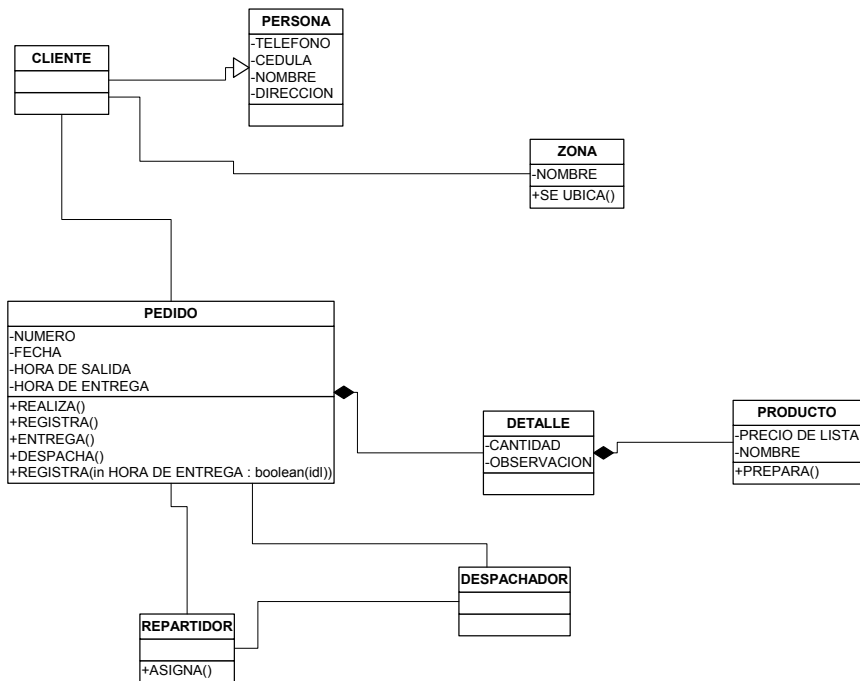 PERSONA
-TELEFONO
-CEDULA
-NOMBRE
-DIRECCION
CLIENTE
ZONA
-NOMBRE
+SE UBICA()
PEDIDO
-NUMERO
-FECHA
-HORA DE SALIDA
-HORA DE ENTREGA
+REALIZA()
+REGISTRA()
+ENTREGA()
+DESPACHA()
+REGISTRA(in HORA DE ENTREGA : boolean(idl))
DETALLE
-CANTIDAD
-OBSERVACION
PRODUCTO
-PRECIO DE LISTA
-NOMBRE
+PREPARA()
DESPACHADOR
REPARTIDOR
+ASIGNA()